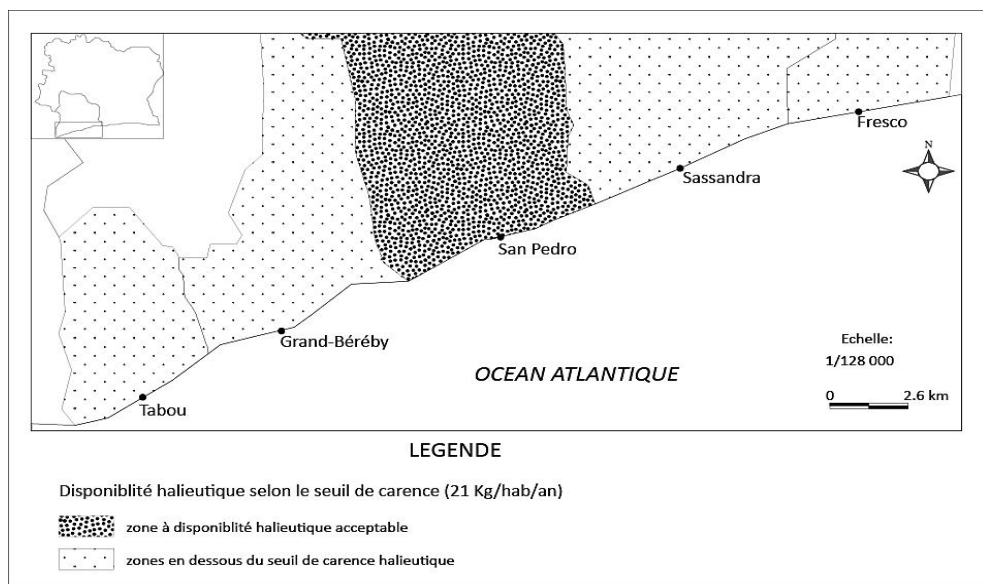 Fresco
N
Sassandra
San Pedro
Grand-Béréby
Echelle:
1/128 000
OCEAN ATLANTIQUE
0 2.6 km
Tabou
LEGENDE
Disponiblité halieutique selon le seuil de carence (21 Kg/hab/an)
zone à disponiblité halieutique acceptable
zones en dessous du seuil de carence halieutique